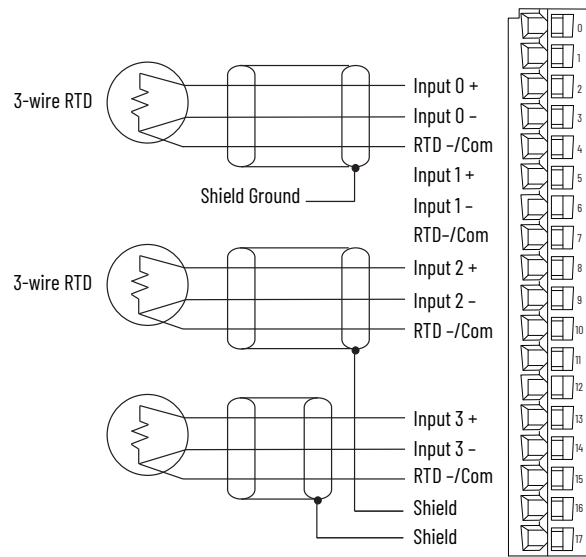 3-wire RTD
Input 0 +
Input 0 –
RTD –/Com
Shield Ground
Input 1 +
Input 1 –
RTD–/Com
3-wire RTD
Input 2 +
Input 2 –
RTD –/Com
Input 3 +
Input 3 –
RTD –/Com
Shield
Shield
0
1
2
3
4
5
6
7
8
9
10
11
12
13
14
15
16
17